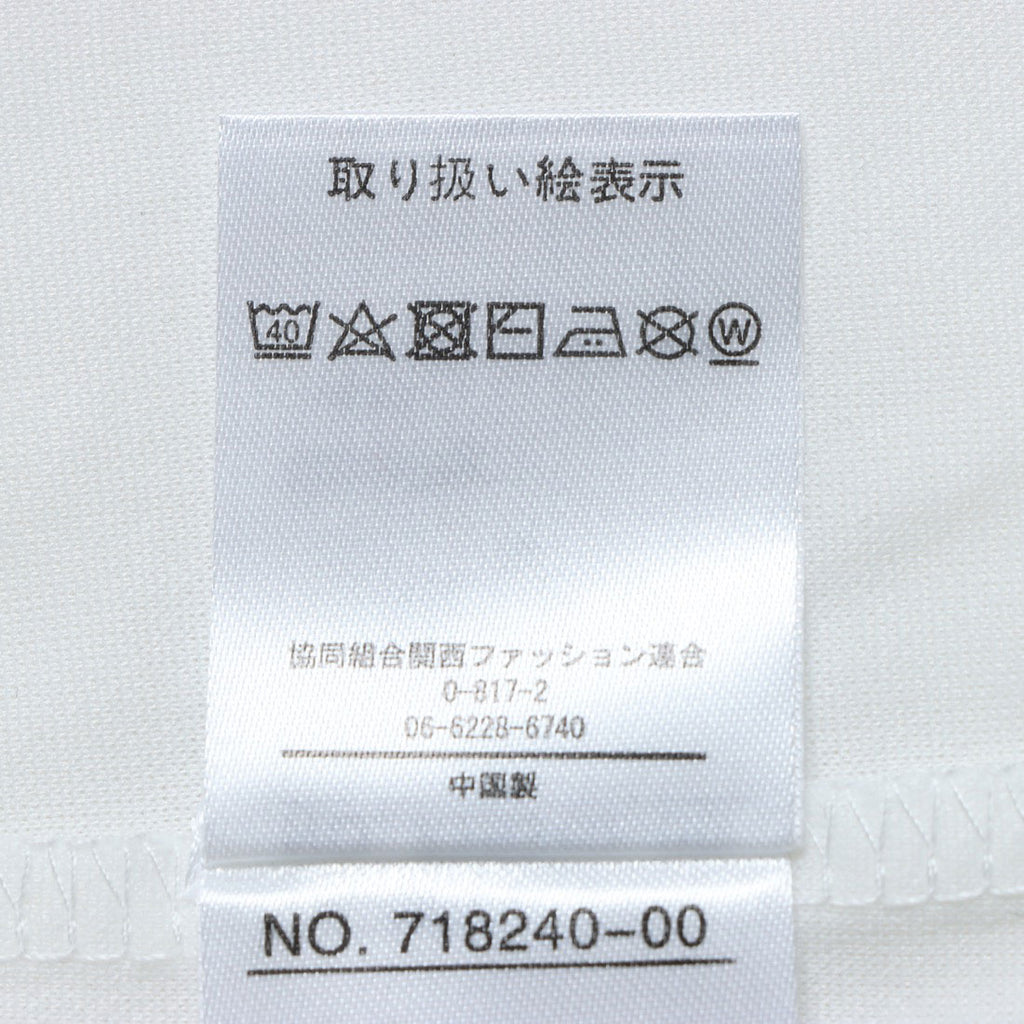 取り扱い絵表示
40 W
協同組合関西ファッション連合
0-817-2
06-6228-6740
中国製
NO. 718240-00